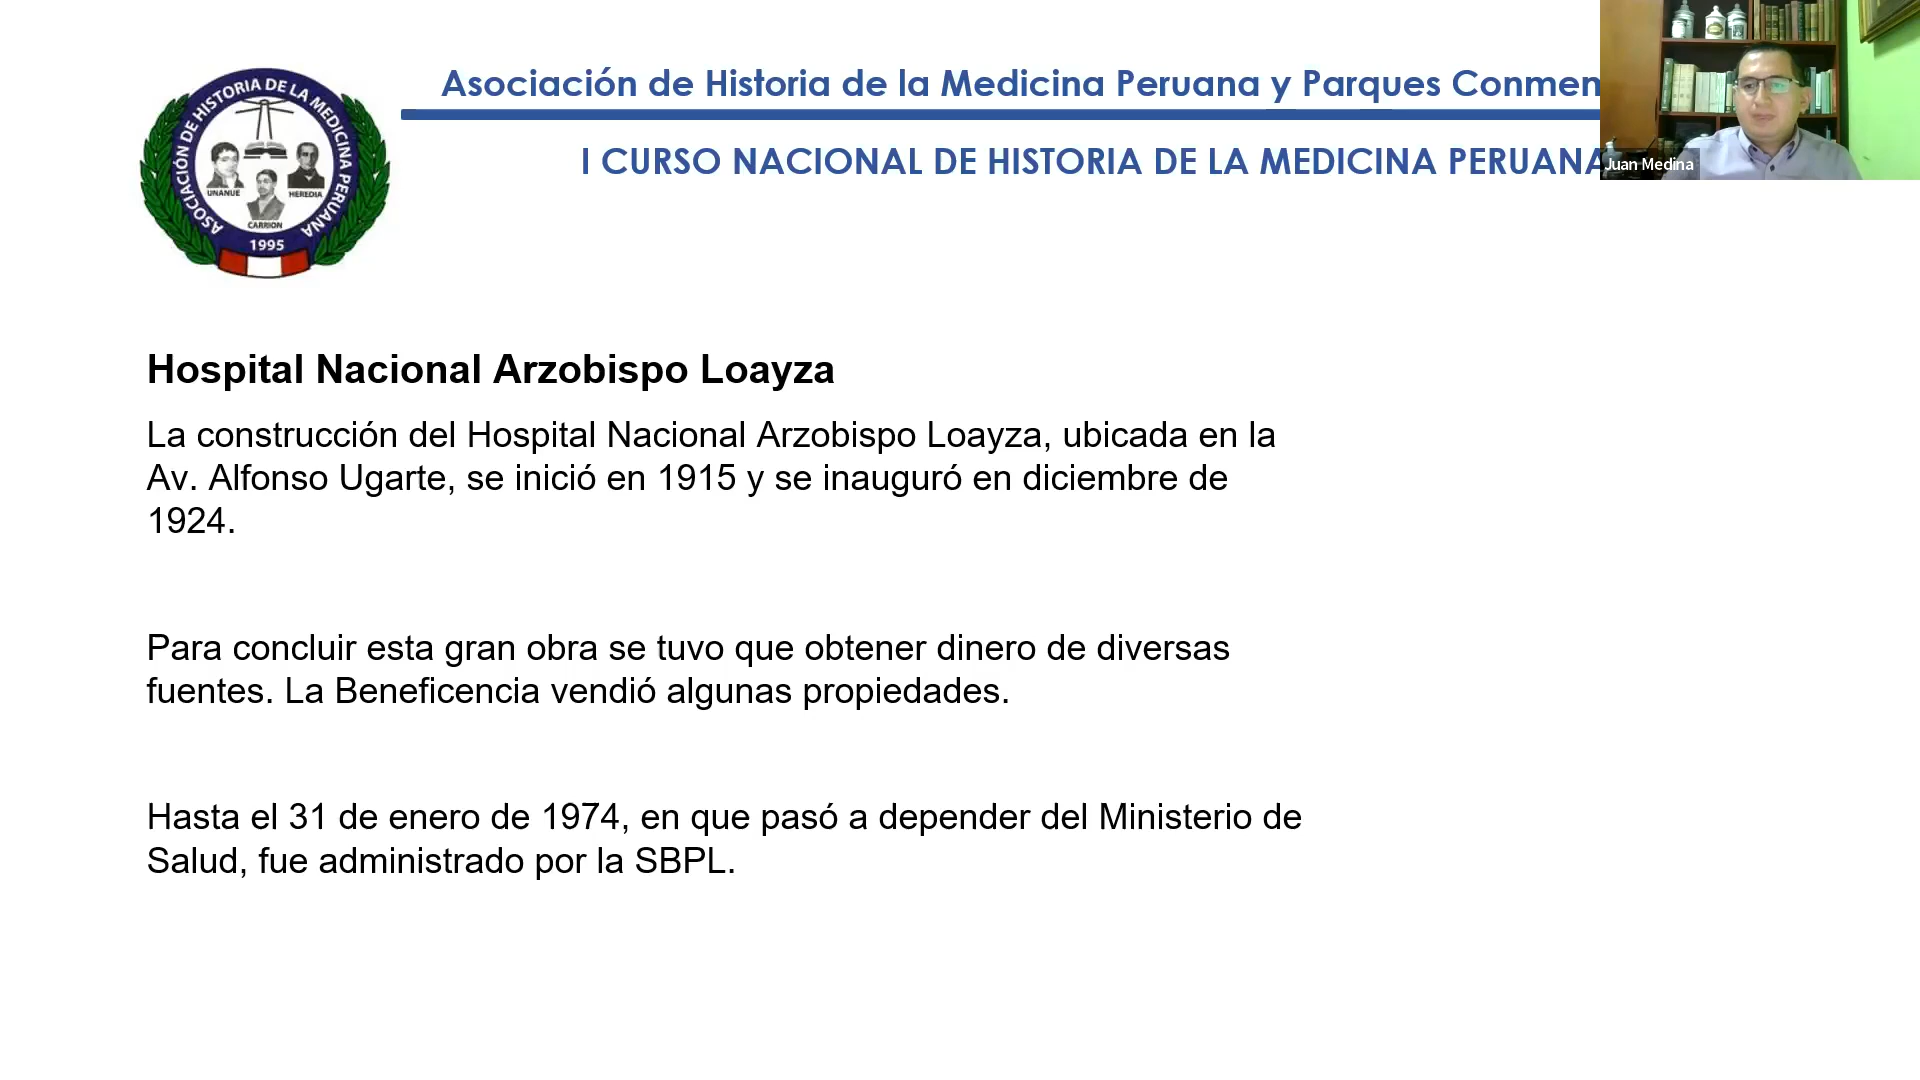 Asociación de Historia de la Medicina Peruana y Parques Conmen
I CURSO NACIONAL DE HISTORIA DE LA MEDICINA PERUANA
Juan Medina
ASOCIACIÓN DE HISTORIA DE LA MEDICINA PERUANA
UNANUE
HEREDIA
CARRION
1995
Hospital Nacional Arzobispo Loayza
La construcción del Hospital Nacional Arzobispo Loayza, ubicada en la
Av. Alfonso Ugarte, se inició en 1915 y se inauguró en diciembre de
1924.
Para concluir esta gran obra se tuvo que obtener dinero de diversas
fuentes. La Beneficencia vendió algunas propiedades.
Hasta el 31 de enero de 1974, en que pasó a depender del Ministerio de
Salud, fue administrado por la SBPL.